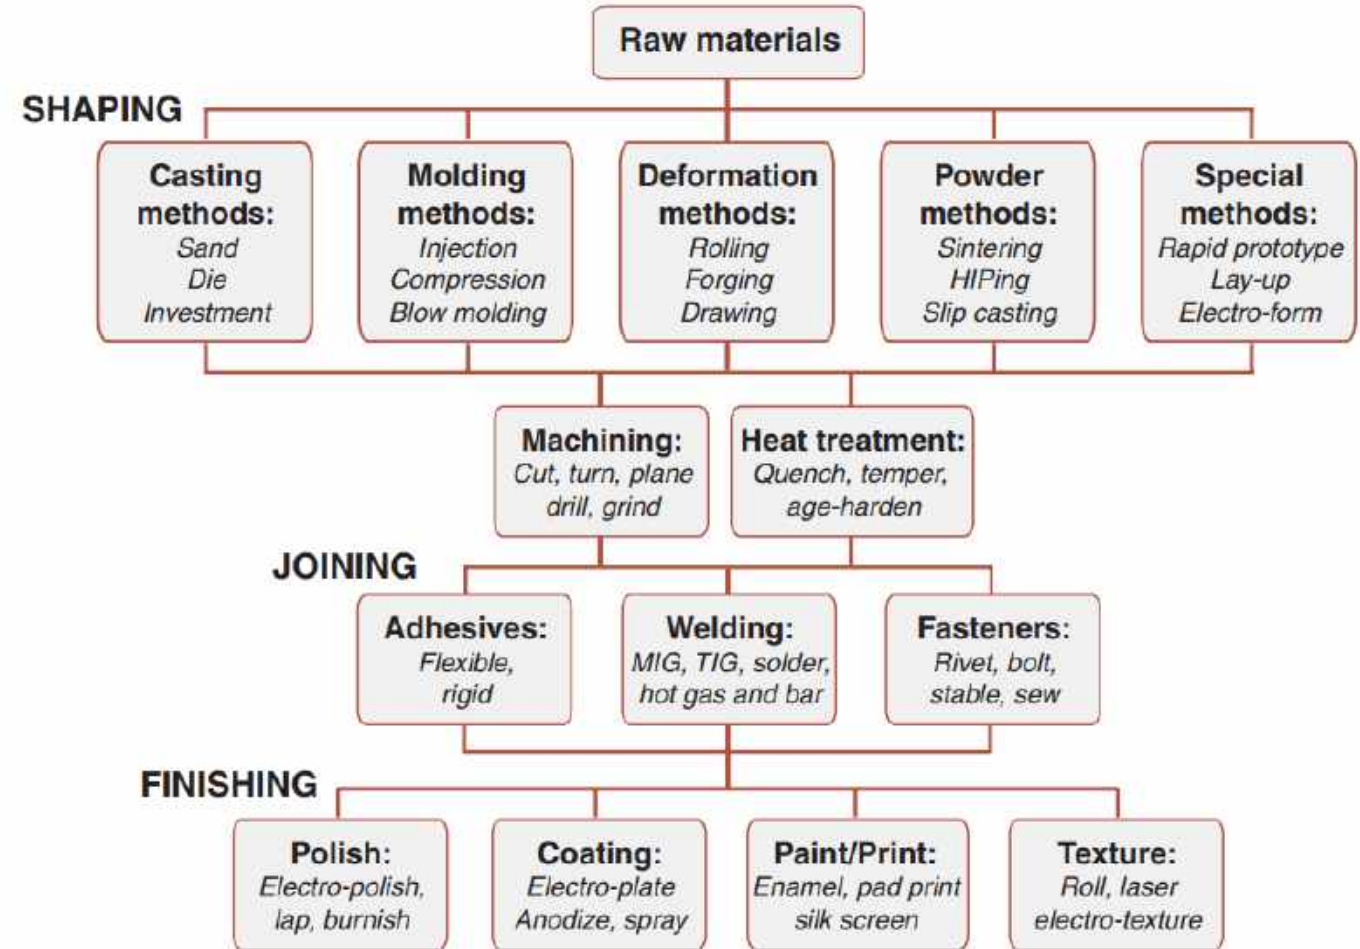 Raw materials
SHAPING
Casting
methods:
Sand
Die
Investment
Molding
methods:
Injection
Compression
Blow molding
Deformation
methods:
Rolling
Forging
Drawing
Powder
methods:
Sintering
HIPing
Slip casting
Special
methods:
Rapid prototype
Lay-up
Electro-form
Machining:
Cut, turn, plane
drill, grind
Heat treatment:
Quench, temper,
age-harden
JOINING
Adhesives:
Flexible,
rigid
Welding:
MIG, TIG, solder,
hot gas and bar
Fasteners:
Rivet, bolt,
stable, sew
FINISHING
Polish:
Electro-polish,
lap, burnish
Coating:
Electro-plate
Anodize, spray
Paint/Print:
Enamel, pad print
silk screen
Texture:
Roll, laser
electro-texture